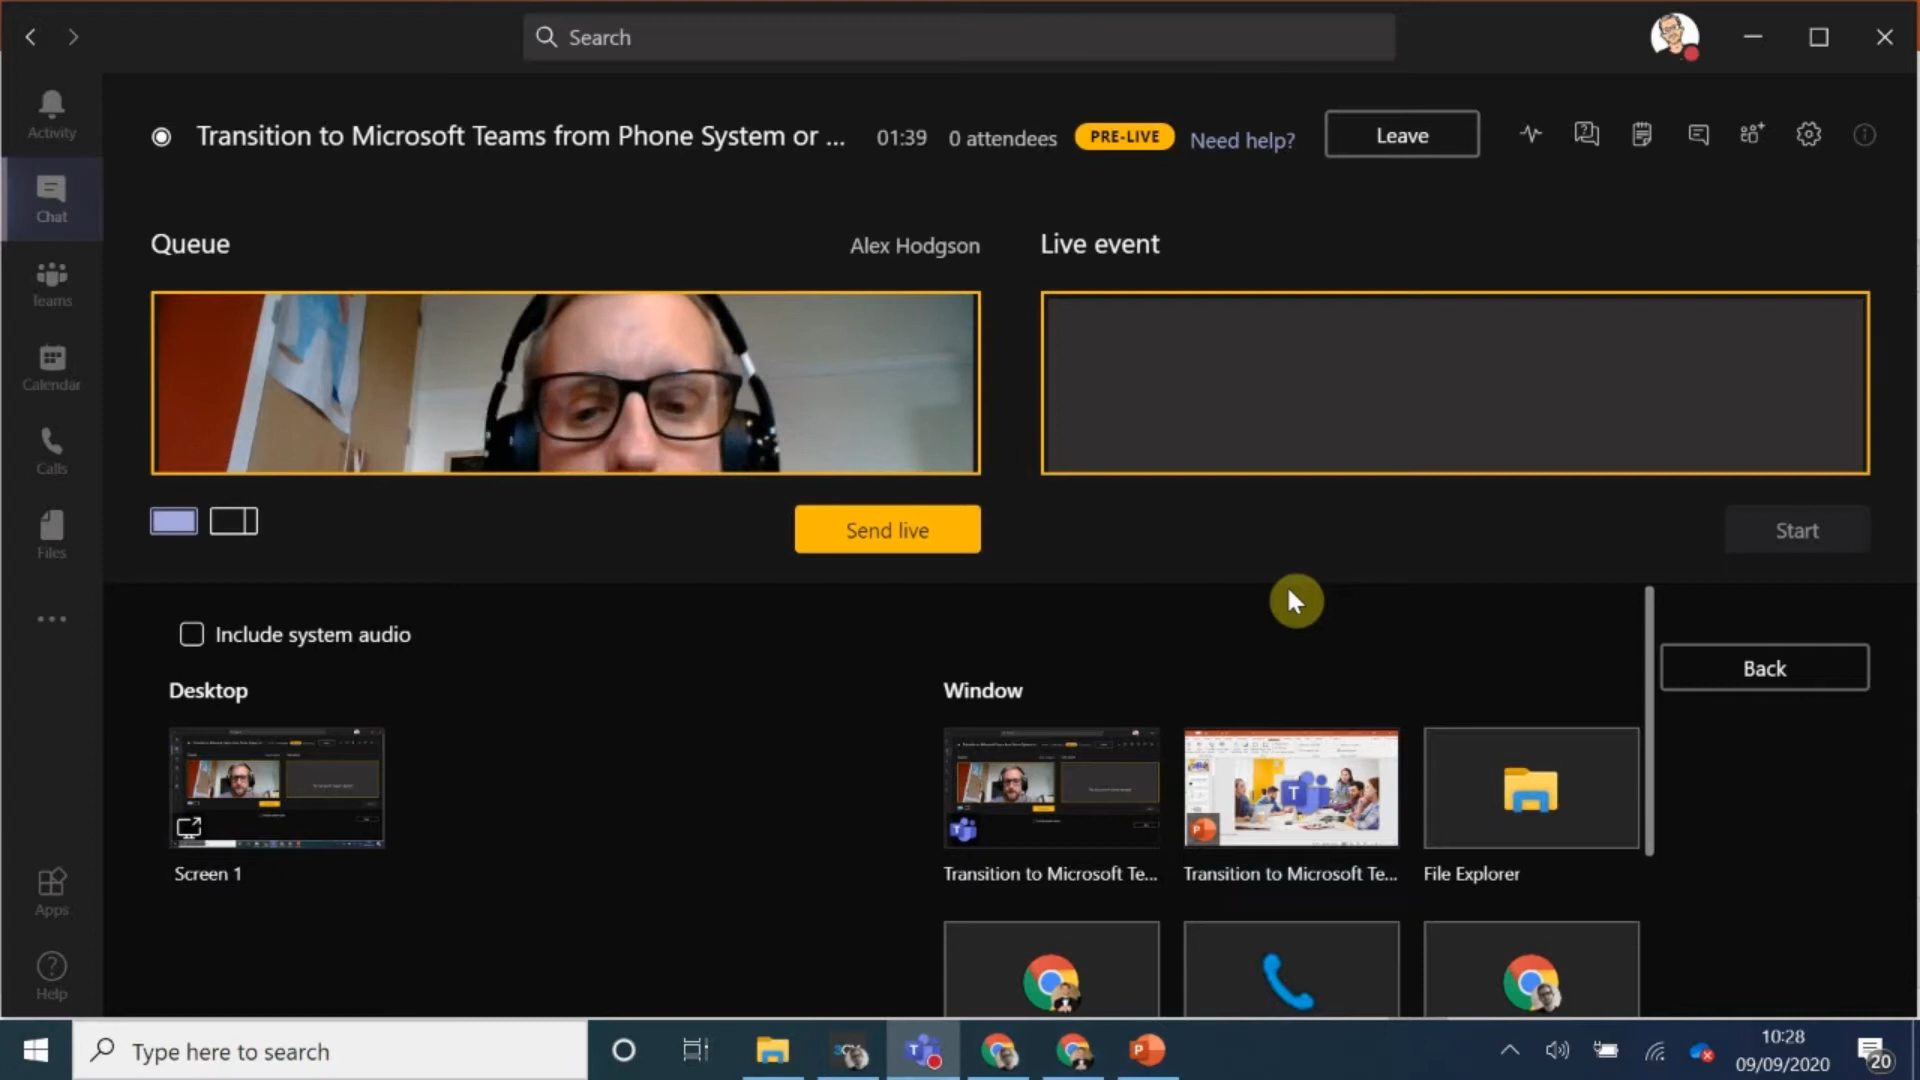 Search
Activity
Chat
Teams
Calendar
Calls
Files
Apps
Help
Transition to Microsoft Teams from Phone System or ...
01:39
0 attendees
PRE-LIVE
Need help?
Leave
Queue
Alex Hodgson
Live event
Send live
Start
Include system audio
Back
Desktop
Window
Screen 1
Transition to Microsoft Te...
Transition to Microsoft Te...
File Explorer
Type here to search
10:28
09/09/2020
20